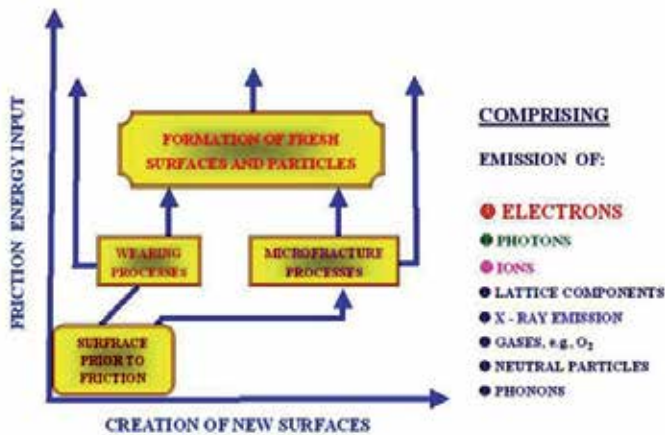 FRICTION ENERGY INPUT
FORMATION OF FRESH
SURFACES AND PARTICLES
WEARING
PROCESSES
MICROFRACTURE
PROCESSES
SURFRACE
PRIOR TO
FRICTION
CREATION OF NEW SURFACES
COMPRISING
EMISSION OF:
ELECTRONS
PHOTONS
IONS
LATTICE COMPONENTS
X - RAY EMISSION
GASES, e.g., O₂
NEUTRAL PARTICLES
PHONONS